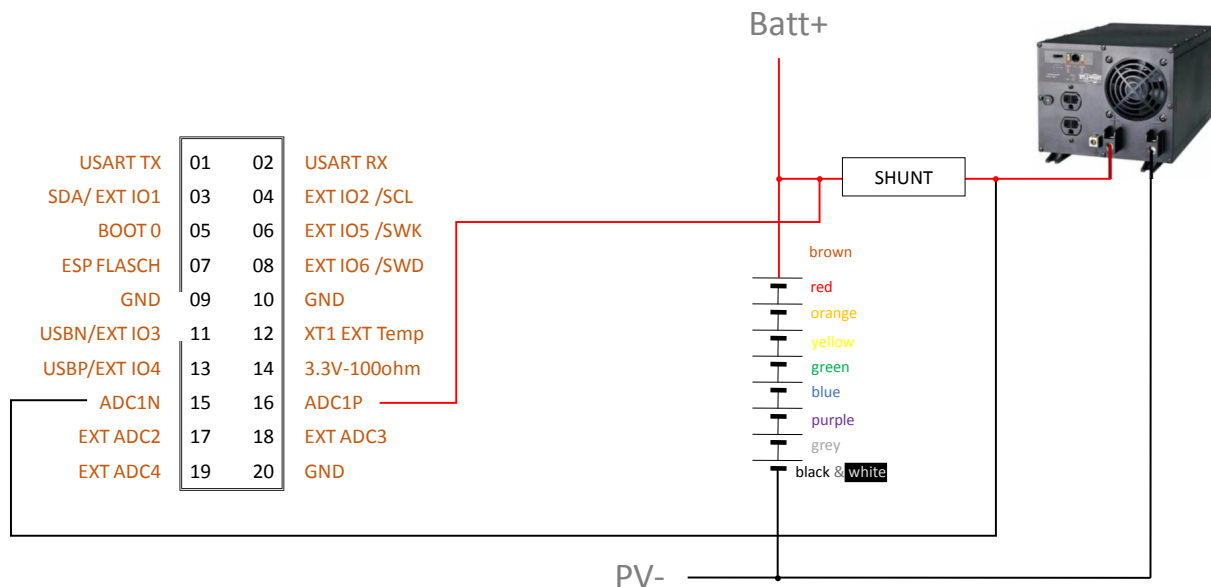 Batt+
USART TX 01 02 USART RX
SDA/ EXT IO1 03 04 EXT IO2 /SCL
BOOT 0 05 06 EXT IO5 /SWK
ESP FLASCH 07 08 EXT IO6 /SWD
GND 09 10 GND
USBN/EXT IO3 11 12 XT1 EXT Temp
USBP/EXT IO4 13 14 3.3V-100ohm
ADC1N 15 16 ADC1P
EXT ADC2 17 18 EXT ADC3
EXT ADC4 19 20 GND
SHUNT
brown
red
orange
yellow
green
blue
purple
grey
black & white
PV-